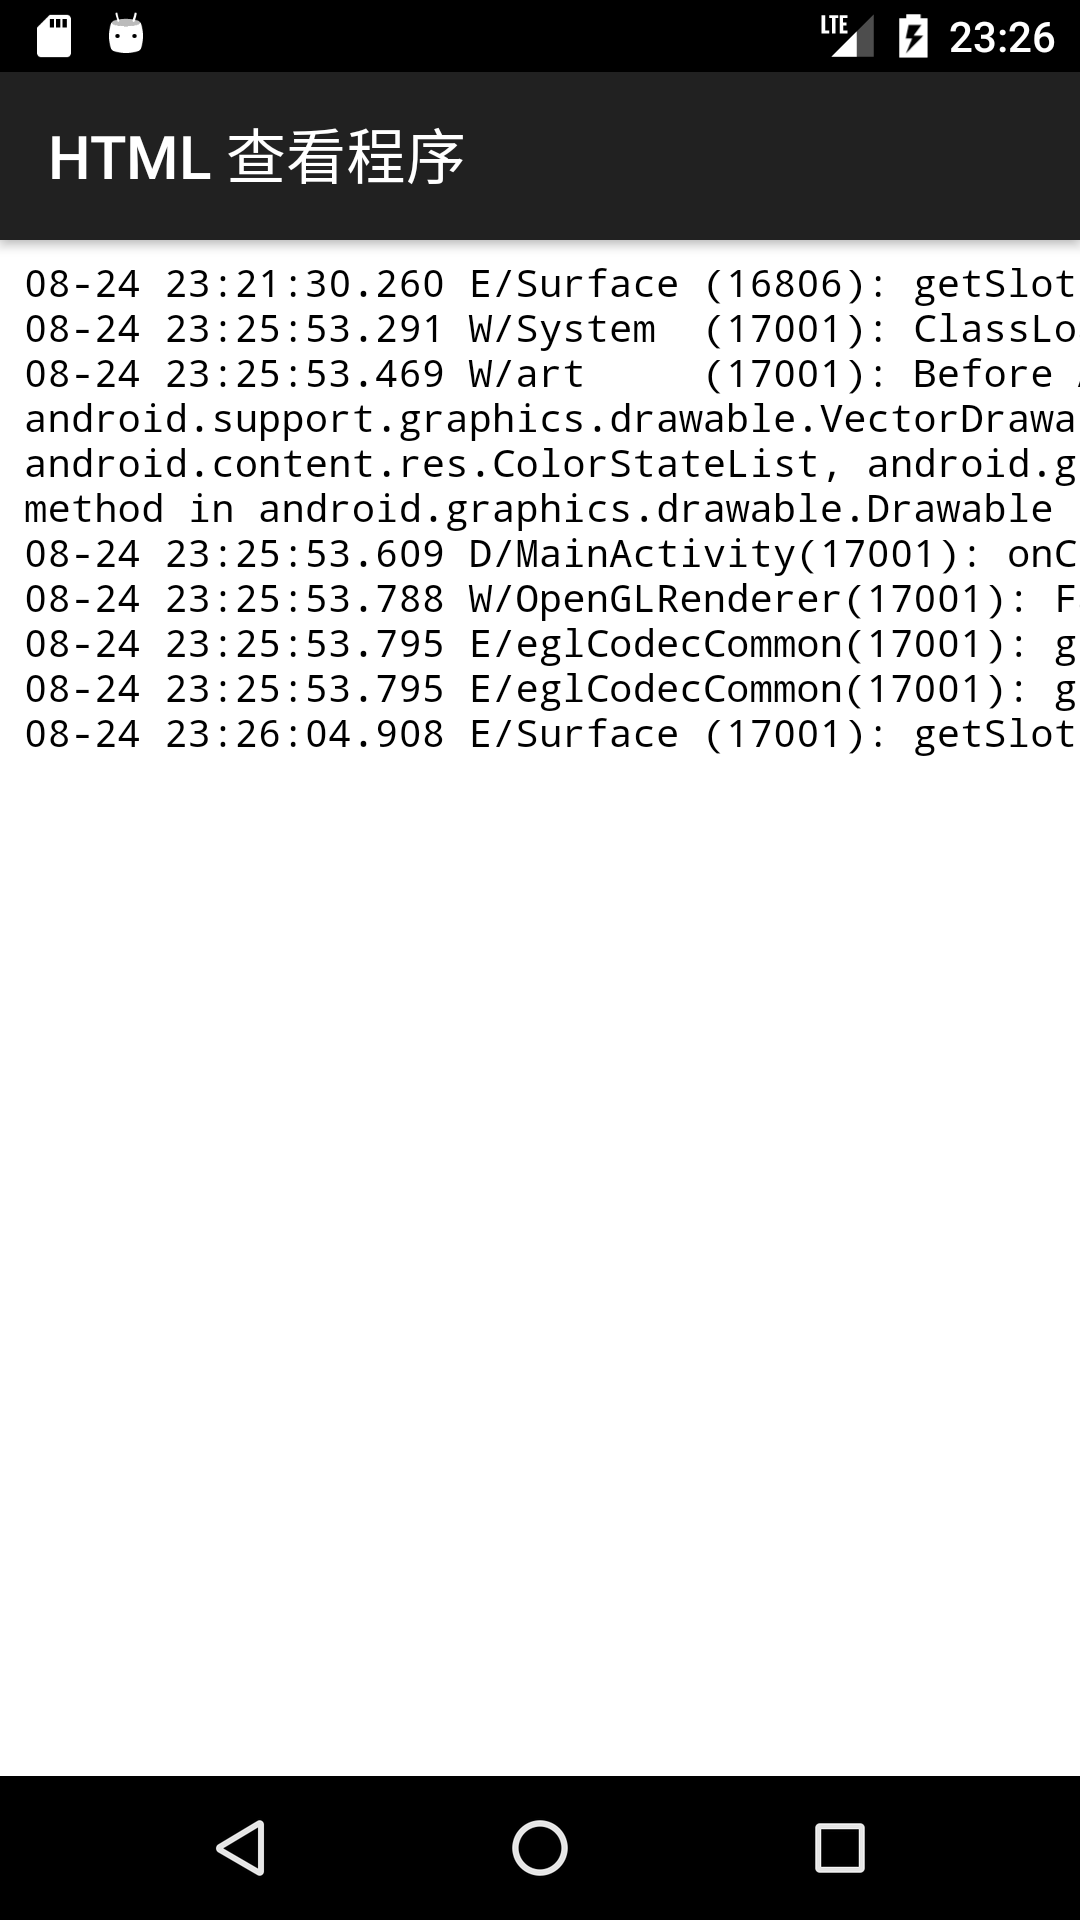 LTE 23:26
HTML 查看程序
08-24 23:21:30.260 E/Surface (16806): getSlot
08-24 23:25:53.291 W/System  (17001): ClassLo
08-24 23:25:53.469 W/art     (17001): Before
android.support.graphics.drawable.VectorDrawa
android.content.res.ColorStateList, android.g
method in android.graphics.drawable.Drawable
08-24 23:25:53.609 D/MainActivity(17001): onC
08-24 23:25:53.788 W/OpenGLRenderer(17001): F
08-24 23:25:53.795 E/eglCodecCommon(17001): g
08-24 23:25:53.795 E/eglCodecCommon(17001): g
08-24 23:26:04.908 E/Surface (17001): getSlot